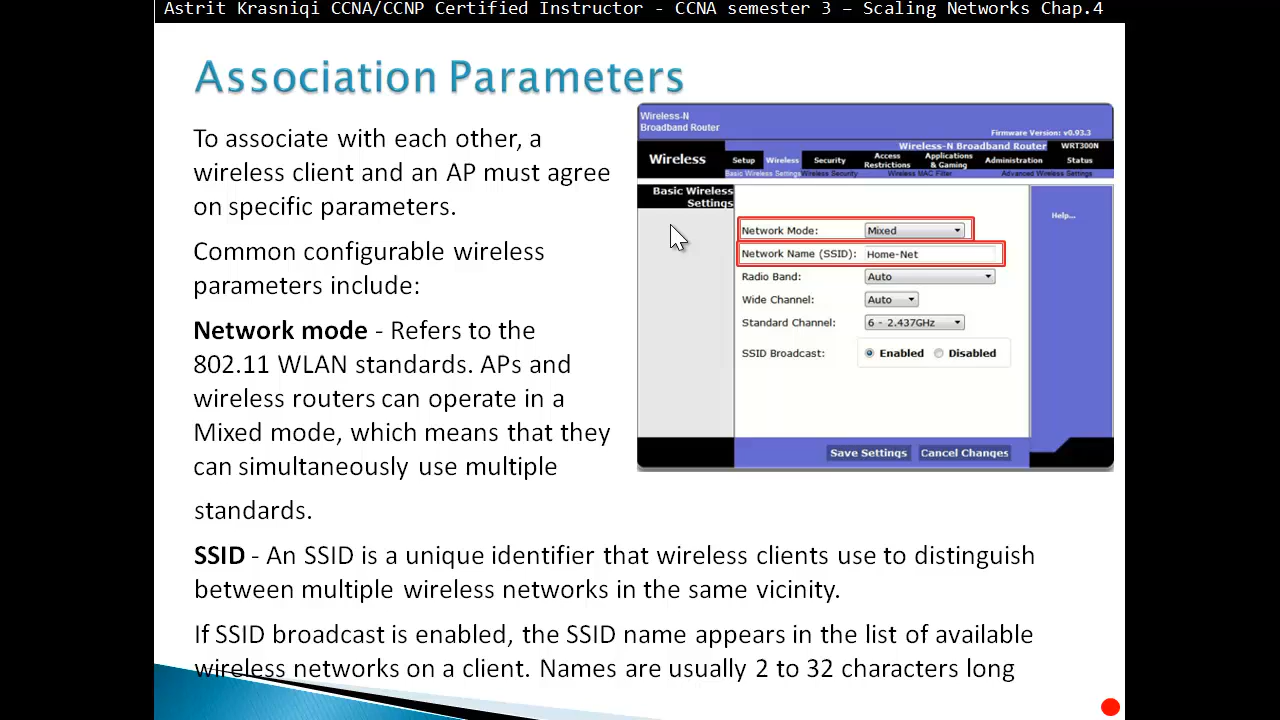 Astrit Krasniqi CCNA/CCNP Certified Instructor - CCNA semester 3 – Scaling Networks Chap.4
Association Parameters
To associate with each other, a
wireless client and an AP must agree
on specific parameters.
Common configurable wireless
parameters include:
Network mode - Refers to the
802.11 WLAN standards. APs and
wireless routers can operate in a
Mixed mode, which means that they
can simultaneously use multiple
standards.
SSID - An SSID is a unique identifier that wireless clients use to distinguish
between multiple wireless networks in the same vicinity.
If SSID broadcast is enabled, the SSID name appears in the list of available
wireless networks on a client. Names are usually 2 to 32 characters long
Wireless-N
Broadband Router
Firmware Version: v0.93.3
Wireless-N Broadband Router WRT300N
Wireless
Setup Wireless Security Access Restrictions Applications & Gaming Administration Status
Basic Wireless Settings Wireless Security Wireless MAC Filter Advanced Wireless Settings
Basic Wireless
Settings
Help...
Network Mode: Mixed
Network Name (SSID): Home-Net
Radio Band: Auto
Wide Channel: Auto
Standard Channel: 6 - 2.437GHz
SSID Broadcast: Enabled Disabled
Save Settings Cancel Changes